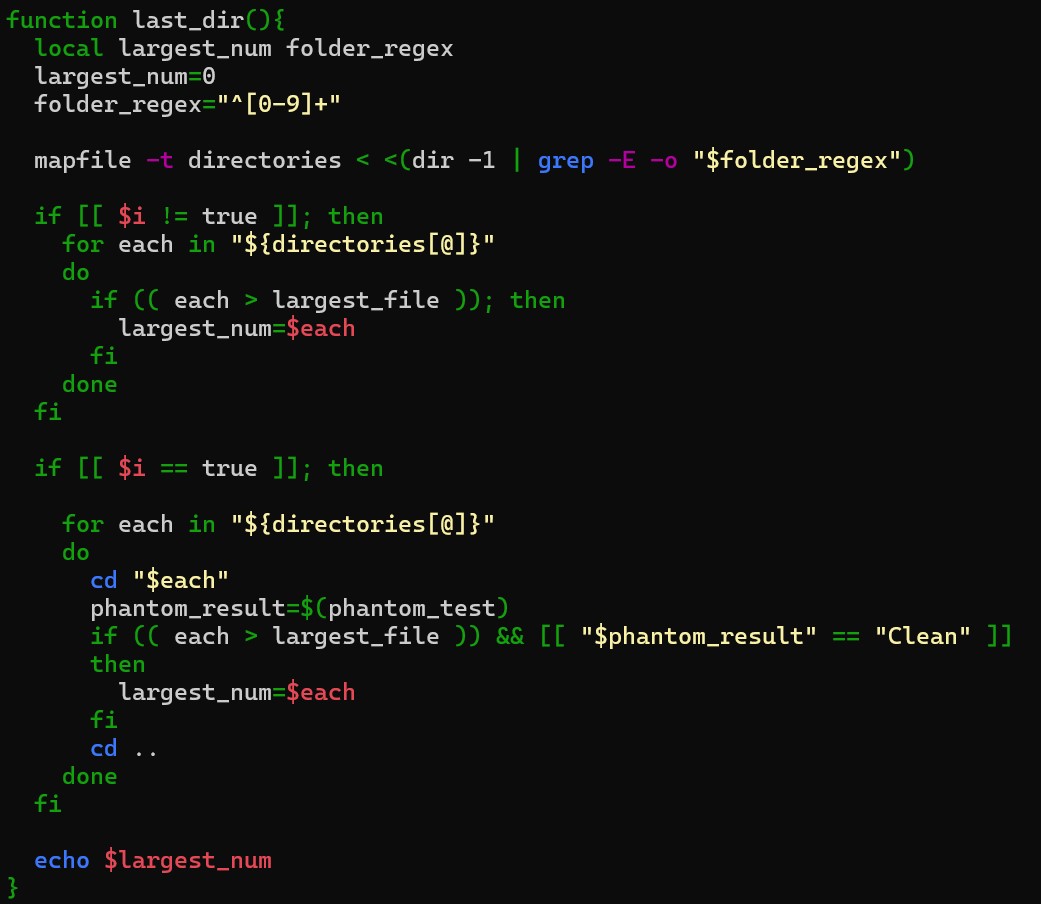 function last_dir(){
  local largest_num folder_regex
  largest_num=0
  folder_regex="^[0-9]+"

  mapfile -t directories < <(dir -1 | grep -E -o "$folder_regex")

  if [[ $i != true ]]; then
    for each in "${directories[@]}"
    do
      if (( each > largest_file )); then
        largest_num=$each
      fi
    done
  fi

  if [[ $i == true ]]; then

    for each in "${directories[@]}"
    do
      cd "$each"
      phantom_result=$(phantom_test)
      if (( each > largest_file )) && [[ "$phantom_result" == "Clean" ]]
      then
        largest_num=$each
      fi
      cd ..
    done
  fi

  echo $largest_num
}